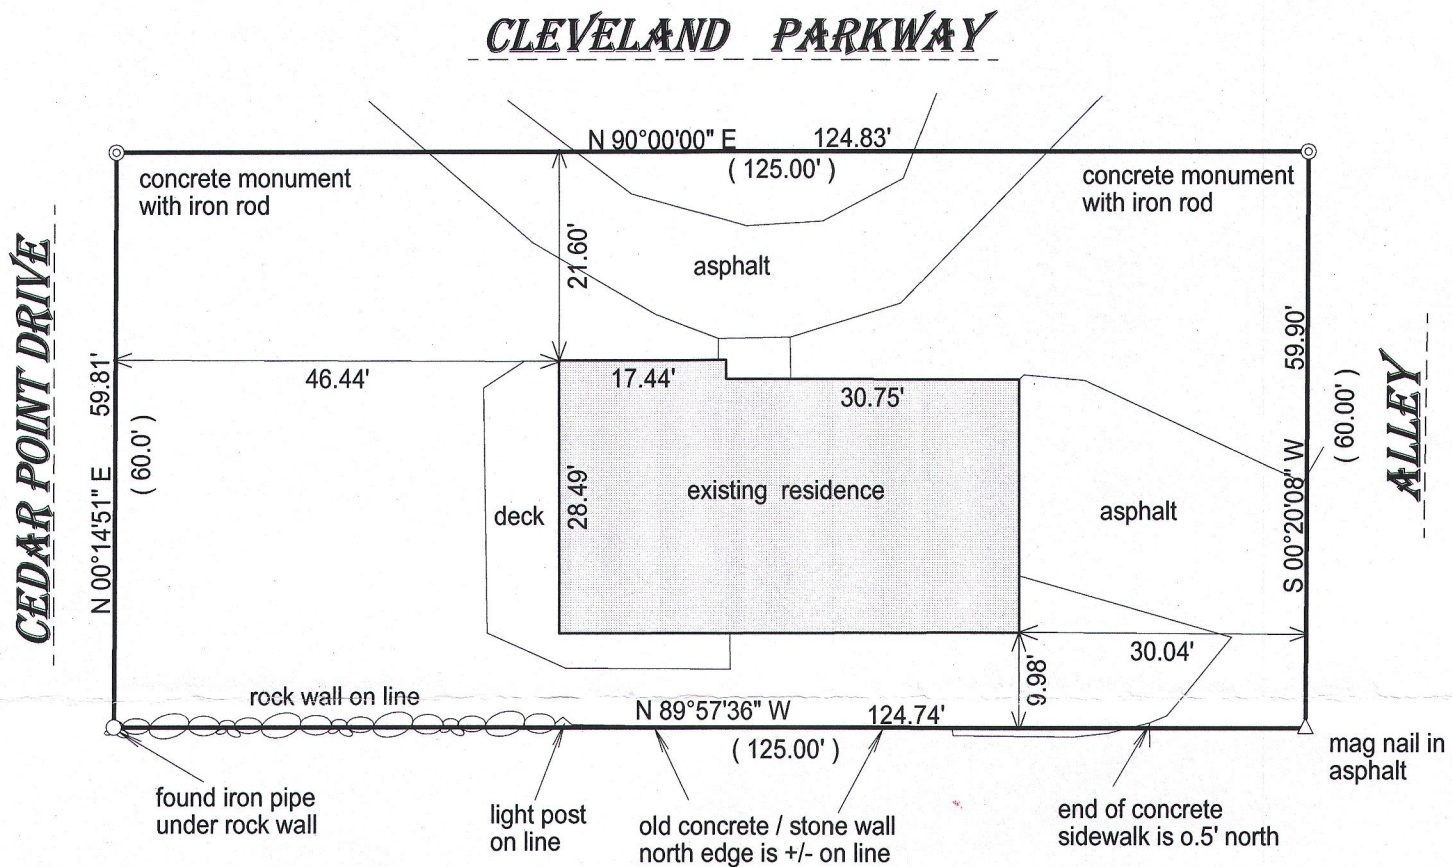 CLEVELAND PARKWAY
N 90°00'00" E 124.83'
( 125.00' )
concrete monument
with iron rod
concrete monument
with iron rod
21.60'
asphalt
CEDAR POINT DRIVE
N 00°14'51" E 59.81'
( 60.0' )
46.44'
17.44'
30.75'
28.49'
existing residence
deck
asphalt
S 00°20'08" W 59.90'
( 60.00' )
ALLEY
30.04'
9.98'
rock wall on line
N 89°57'36" W 124.74'
( 125.00' )
mag nail in
asphalt
found iron pipe
under rock wall
light post
on line
old concrete / stone wall
north edge is +/- on line
end of concrete
sidewalk is o.5' north